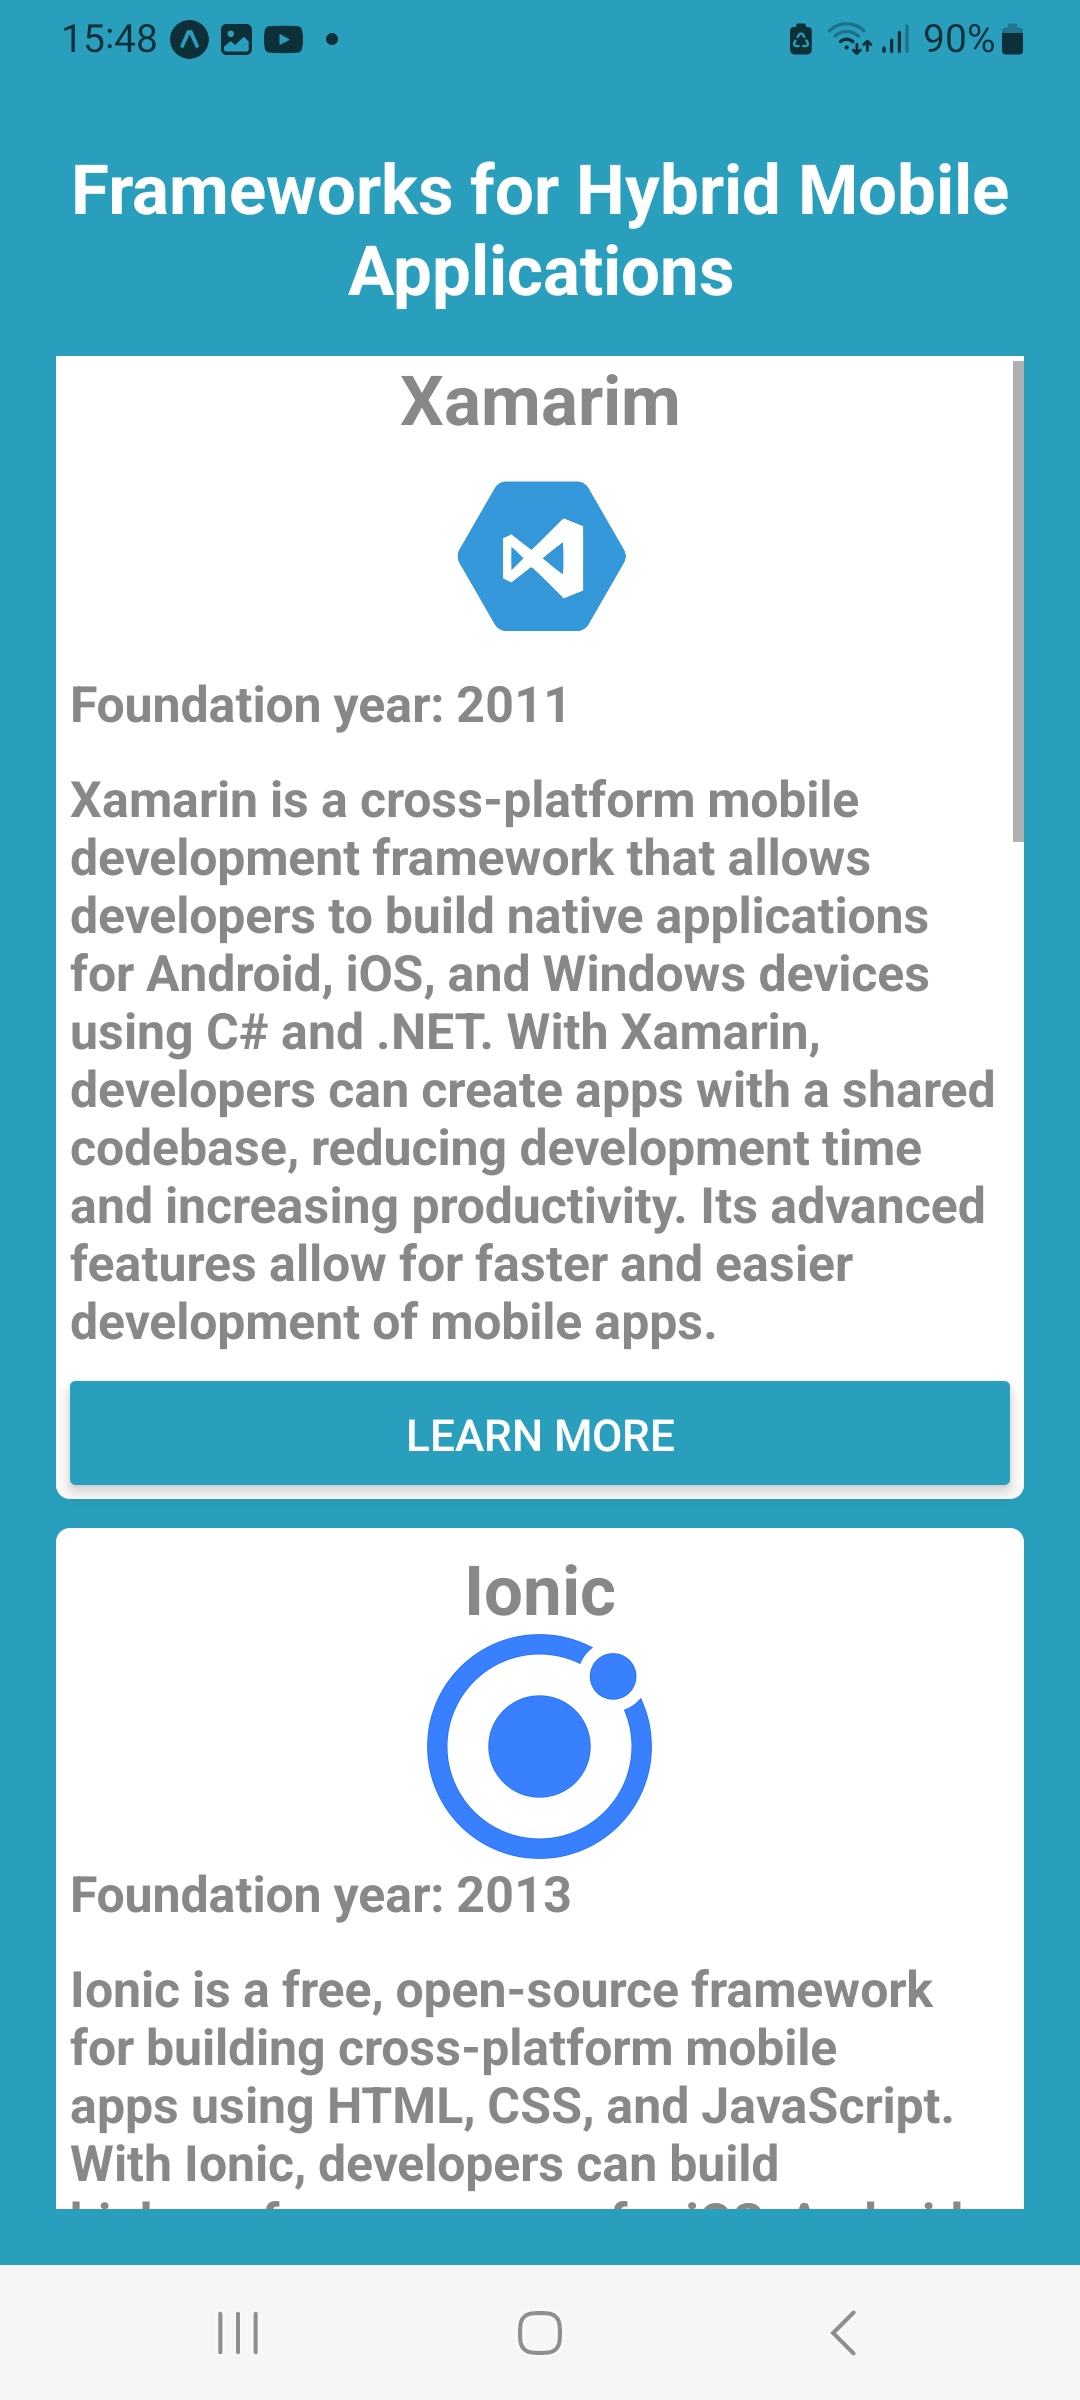 15:48
90%
Frameworks for Hybrid Mobile
Applications
Xamarim
Foundation year: 2011
Xamarin is a cross-platform mobile
development framework that allows
developers to build native applications
for Android, iOS, and Windows devices
using C# and .NET. With Xamarin,
developers can create apps with a shared
codebase, reducing development time
and increasing productivity. Its advanced
features allow for faster and easier
development of mobile apps.
LEARN MORE
Ionic
Foundation year: 2013
Ionic is a free, open-source framework
for building cross-platform mobile
apps using HTML, CSS, and JavaScript.
With Ionic, developers can build